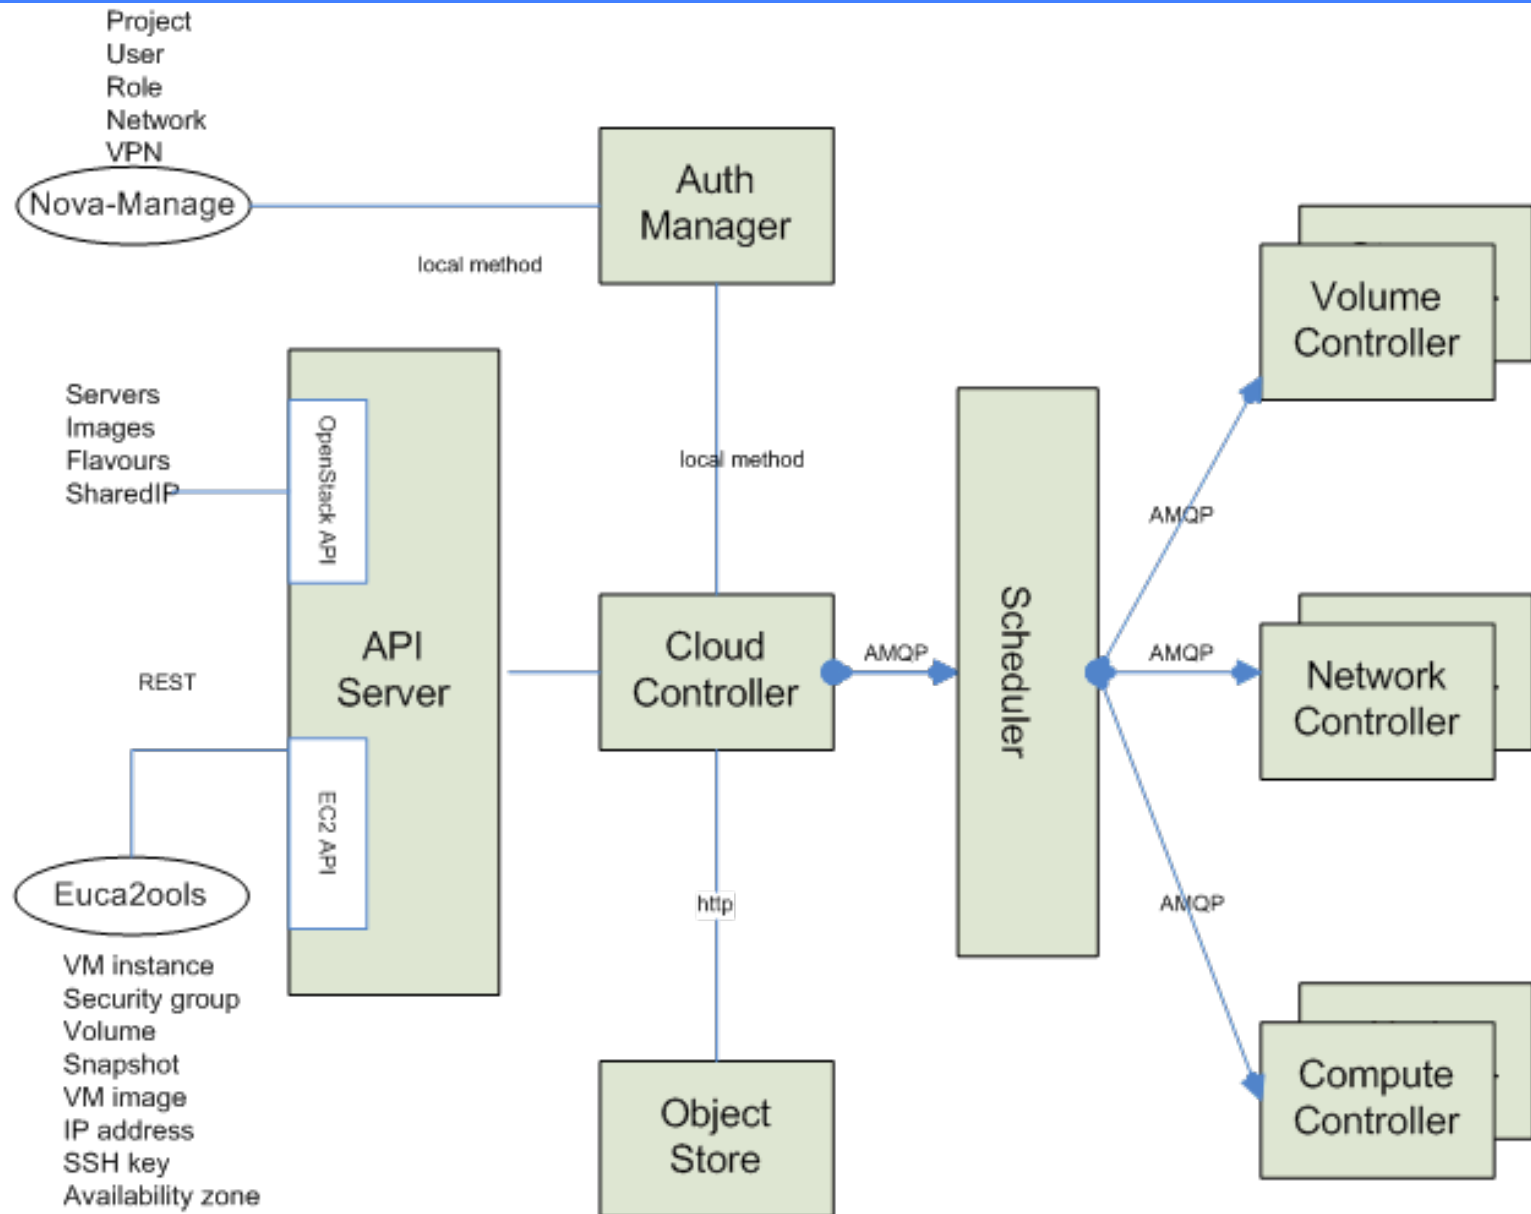 Project
User
Role
Network
VPN
Nova-Manage
Auth
Manager
local method
Volume
Controller
Servers
Images
Flavours
SharedIP
OpenStack API
local method
AMQP
API
Server
REST
Cloud
Controller
AMQP
Scheduler
AMQP
Network
Controller
EC2 API
Euca2ools
http
AMQP
VM instance
Security group
Volume
Snapshot
VM image
IP address
SSH key
Availability zone
Object
Store
Compute
Controller